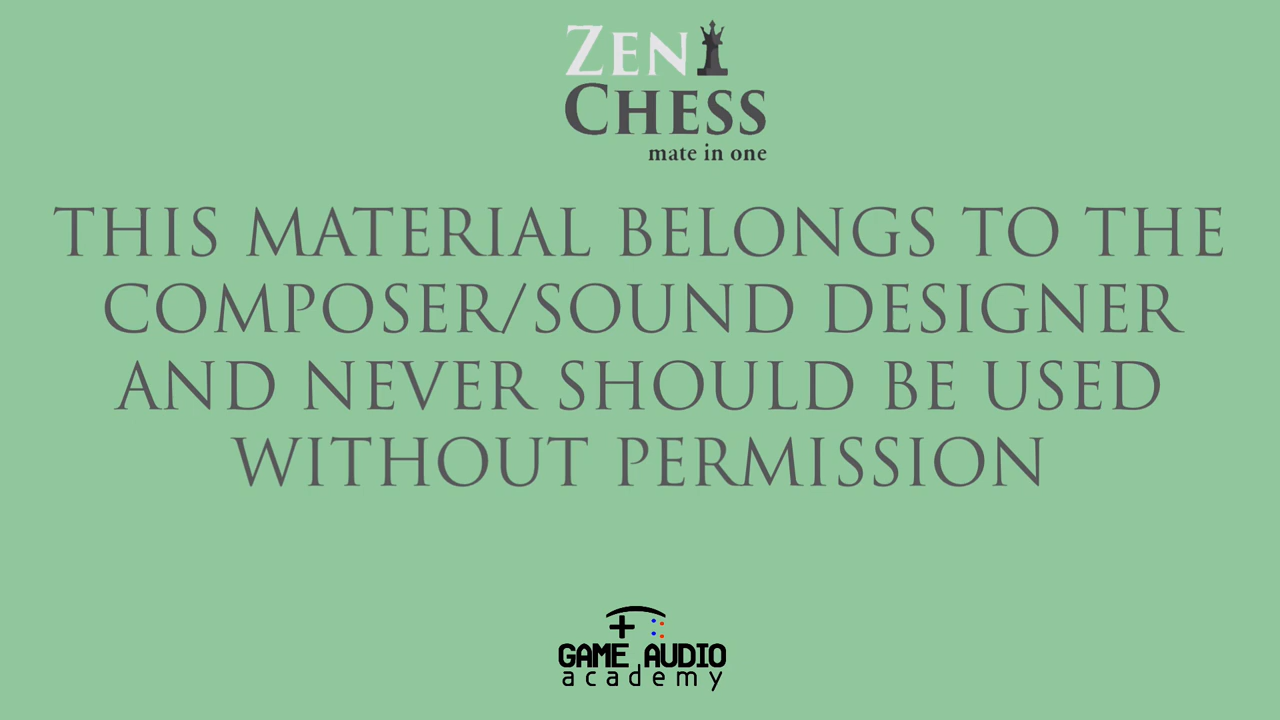 ZEN
CHESS
mate in one
THIS MATERIAL BELONGS TO THE
COMPOSER/SOUND DESIGNER
AND NEVER SHOULD BE USED
WITHOUT PERMISSION
GAME AUDIO
academy